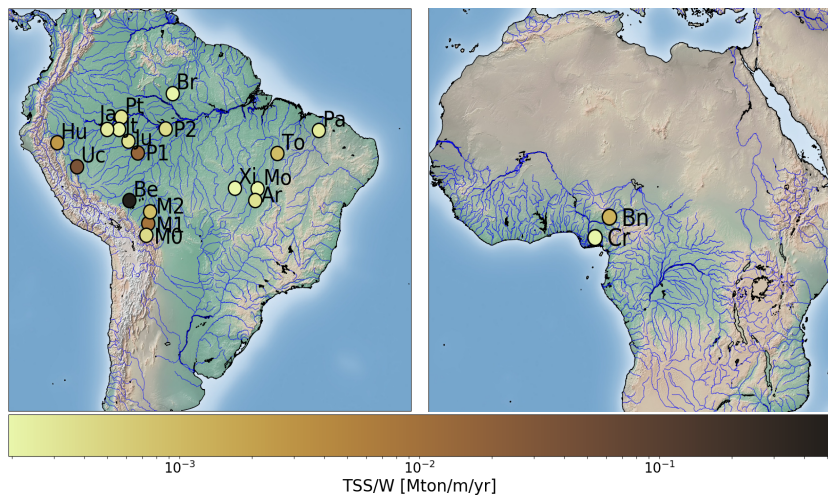 Br
Pt
Ja
It
Ju
P2
Pa
Hu
P1
To
Uc
Xi
Mo
Be
Ar
M2
M1
M0
Bn
Cr
10⁻³
10⁻²
10⁻¹
TSS/W [Mton/m/yr]